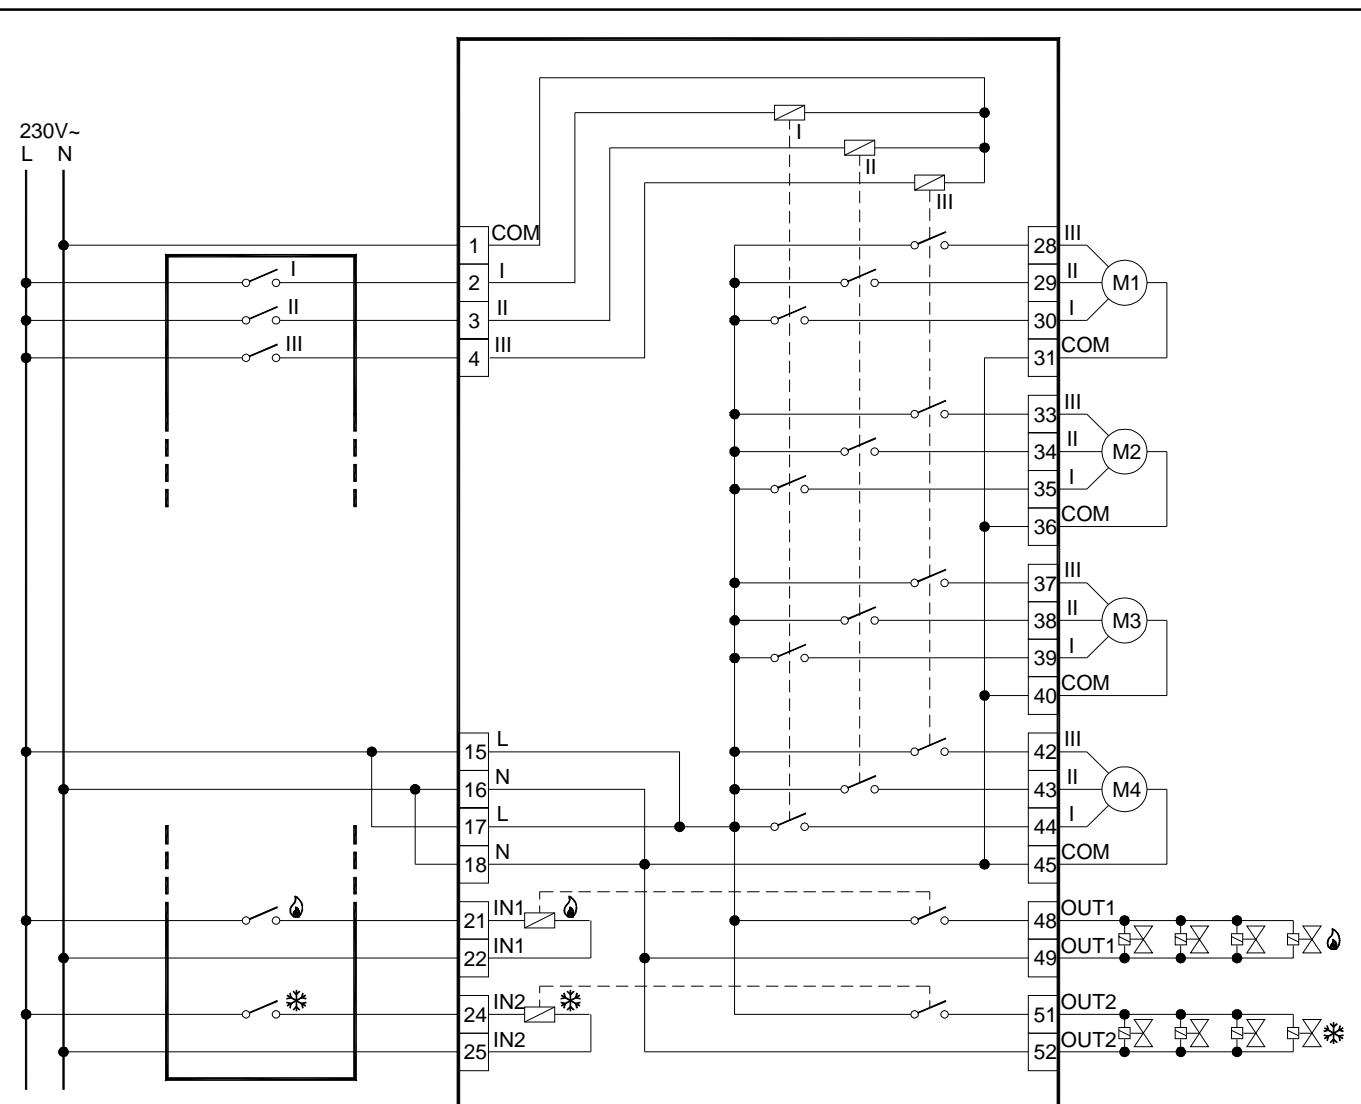 230V~
L N
I
II
III
1 COM
2 I
3 II
4 III
I
II
III
28 III
29 II
30 I
31 COM
M1
33 III
34 II
35 I
36 COM
M2
37 III
38 II
39 I
40 COM
M3
15 L
16 N
17 L
18 N
42 III
43 II
44 I
45 COM
M4
21 IN1
22 IN1
24 IN2
25 IN2
48 OUT1
49 OUT1
51 OUT2
52 OUT2